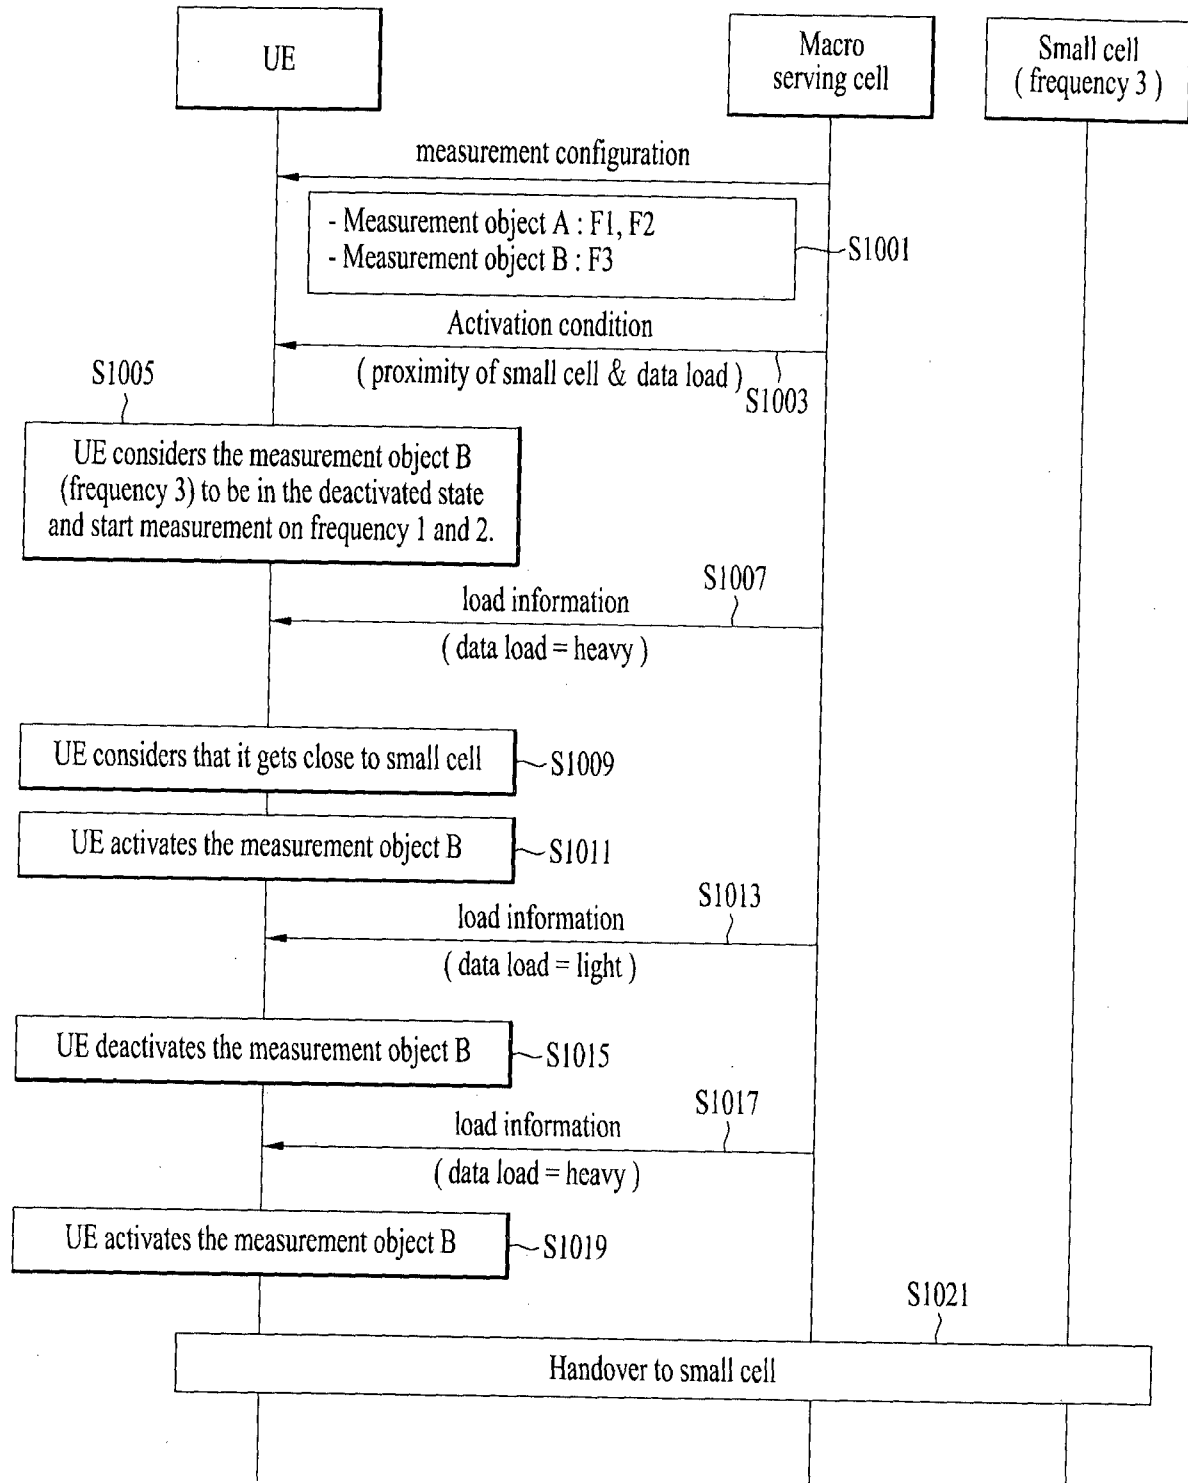 UE
Macro
serving cell
Small cell
( frequency 3 )
measurement configuration
- Measurement object A : F1, F2
- Measurement object B : F3
S1001
Activation condition
( proximity of small cell & data load )
S1003
S1005
UE considers the measurement object B
(frequency 3) to be in the deactivated state
and start measurement on frequency 1 and 2.
S1007
load information
( data load = heavy )
UE considers that it gets close to small cell
S1009
UE activates the measurement object B
S1011
S1013
load information
( data load = light )
UE deactivates the measurement object B
S1015
S1017
load information
( data load = heavy )
UE activates the measurement object B
S1019
S1021
Handover to small cell